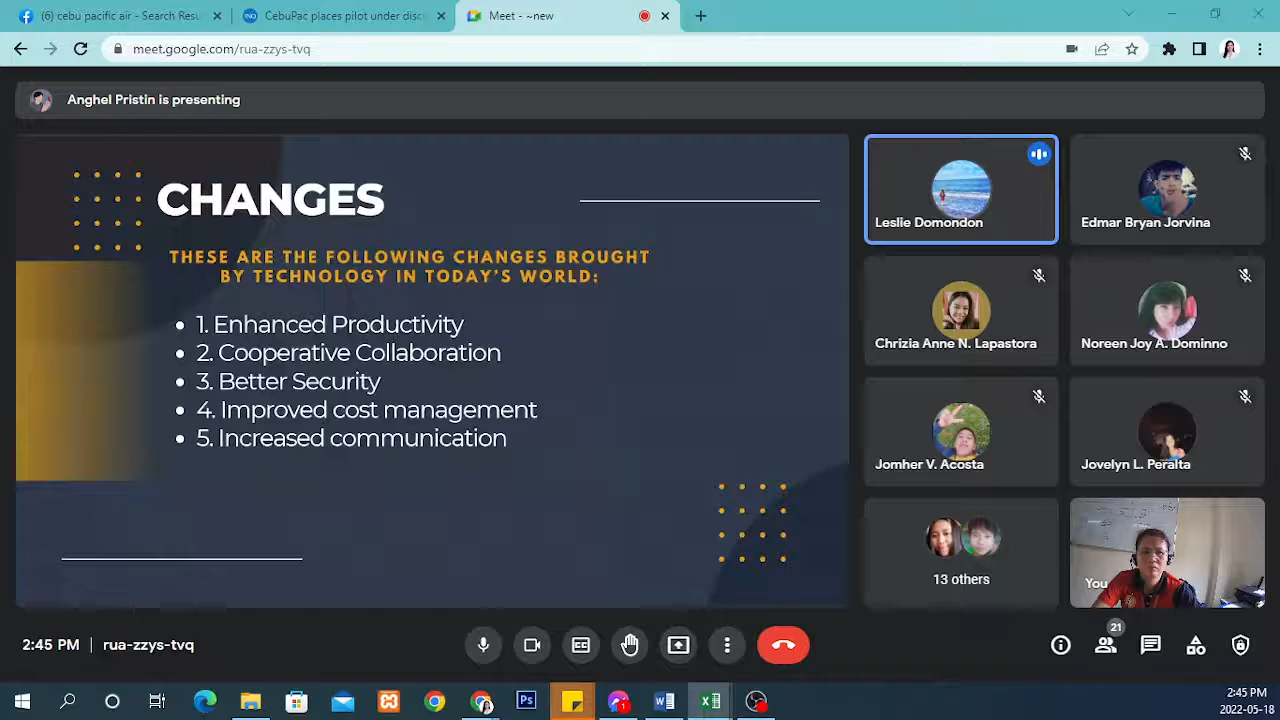 (6) cebu pacific air - Search Resu
CebuPac places pilot under disc
Meet - ~new
meet.google.com/rua-zzys-tvq
Anghel Pristin is presenting
CHANGES
THESE ARE THE FOLLOWING CHANGES BROUGHT
BY TECHNOLOGY IN TODAY'S WORLD:
• 1. Enhanced Productivity
• 2. Cooperative Collaboration
• 3. Better Security
• 4. Improved cost management
• 5. Increased communication
Leslie Domondon
Edmar Bryan Jorvina
Chrizia Anne N. Lapastora
Noreen Joy A. Dominno
Jomher V. Acosta
Jovelyn L. Peralta
13 others
You
2:45 PM | rua-zzys-tvq
21
Ps
1
2:45 PM
2022-05-18